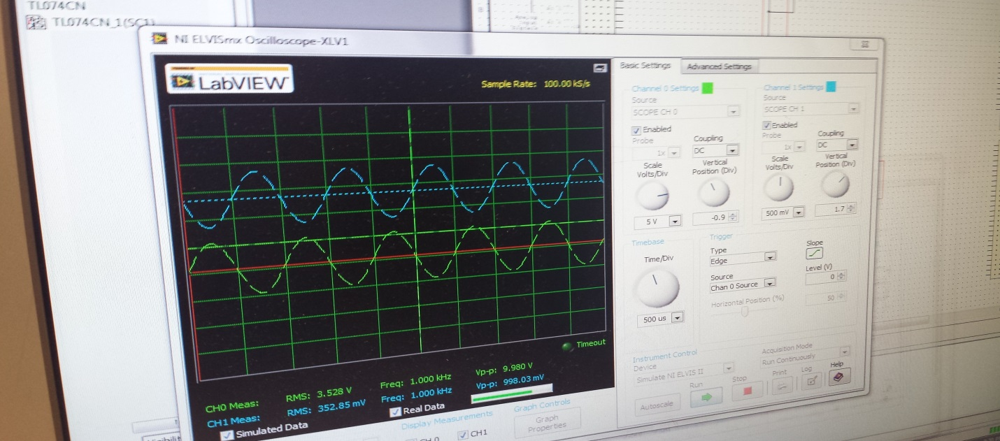 TL074CN
TL074CN_1(SC1)
NI ELVISmx Oscilloscope-XLV1
LabVIEW
Sample Rate: 100.00 kS/s
Basic Settings
Advanced Settings
Channel 0 Settings
Channel 1 Settings
Source
SCOPE CH 0
Source
SCOPE CH 1
Enabled
Enabled
Probe
Coupling
Probe
Coupling
1x
DC
1x
DC
Scale
Volts/Div
Vertical
Position (Div)
Scale
Volts/Div
Vertical
Position (Div)
5 V
-0.9
500 mV
1.7
Timebase
Trigger
Time/Div
Type
Edge
Slope
Source
Chan 0 Source
Level (V)
0
Horizontal Position (%)
50
500 us
Timeout
Instrument Control
Device
Simulate NI ELVIS II
Acquisition Mode
Run Continuously
Run
Stop
Print
Log
Help
Autoscale
CH0 Meas:
RMS: 3.528 V
Freq: 1.000 kHz
Vp-p: 9.980 V
CH1 Meas:
RMS: 352.85 mV
Freq: 1.000 kHz
Vp-p: 998.03 mV
Simulated Data
Real Data
Display Measurements
Graph Controls
CH 0
CH1
Graph
Properties